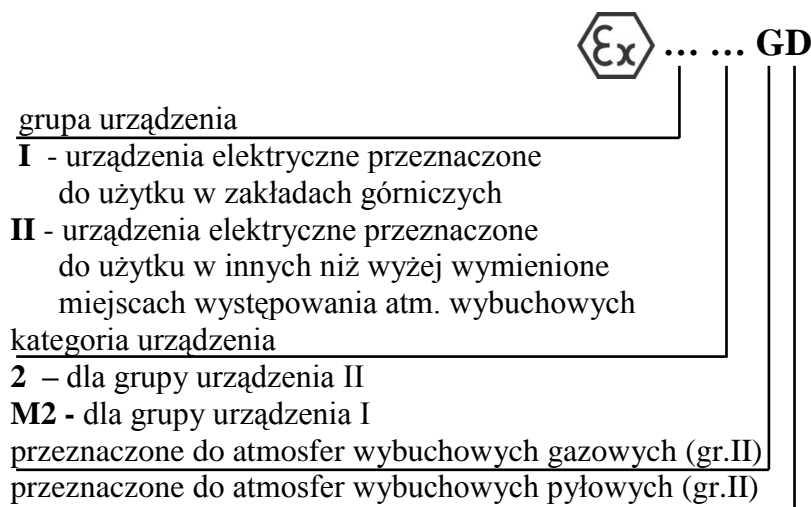 Ex ... ... GD
grupa urządzenia
I - urządzenia elektryczne przeznaczone
do użytku w zakładach górniczych
II - urządzenia elektryczne przeznaczone
do użytku w innych niż wyżej wymienione
miejscach występowania atm. wybuchowych
kategoria urządzenia
2 – dla grupy urządzenia II
M2 - dla grupy urządzenia I
przeznaczone do atmosfer wybuchowych gazowych (gr.II)
przeznaczone do atmosfer wybuchowych pyłowych (gr.II)